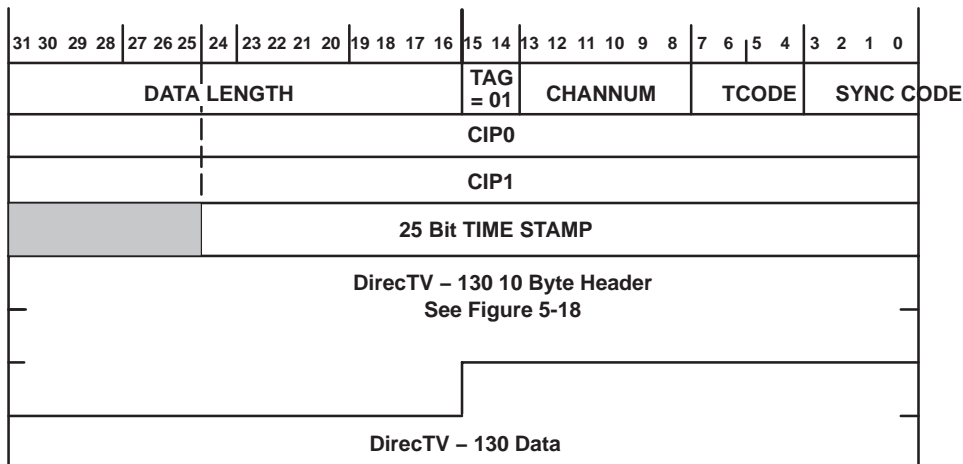 31 30 29 28 27 26 25 24 23 22 21 20 19 18 17 16 15 14 13 12 11 10 9 8 7 6 5 4 3 2 1 0
DATA LENGTH TAG = 01 CHANNUM TCODE SYNC CODE
CIP0
CIP1
25 Bit TIME STAMP
DirecTV – 130 10 Byte Header
See Figure 5-18
DirecTV – 130 Data